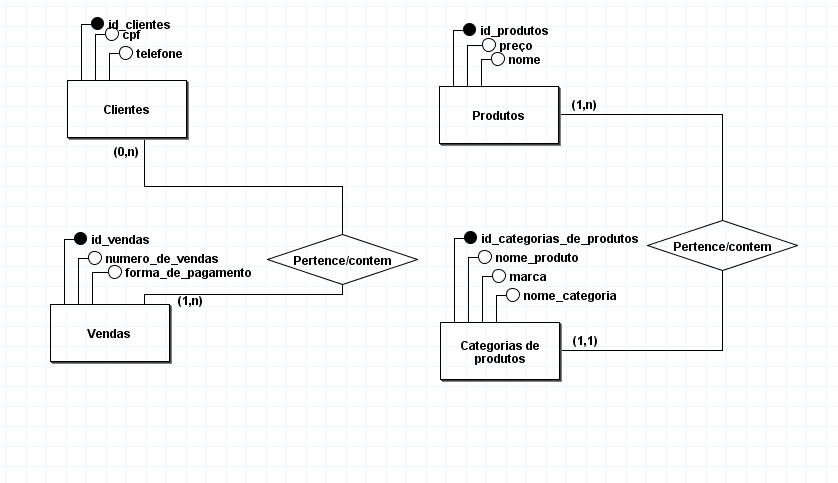 id_clientes
cpf
telefone
Clientes
(0,n)
id_produtos
preço
nome
Produtos
(1,n)
Pertence/contem
id_vendas
numero_de_vendas
forma_de_pagamento
(1,n)
Vendas
Pertence/contem
id_categorias_de_produtos
nome_produto
marca
nome_categoria
Categorias de
produtos
(1,1)